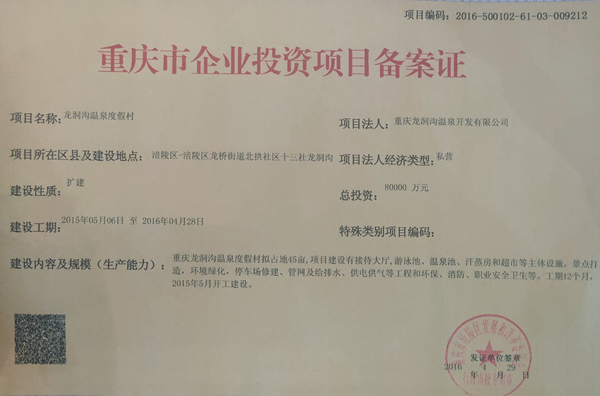 项目编码:2016-500102-61-03-009212
重庆市企业投资项目备案证
项目名称:龙洞沟温泉度假村
项目法人:重庆龙洞沟温泉开发有限公司
项目所在区县及建设地点:涪陵区-涪陵区龙桥街道北拱社区十三社龙洞沟
项目法人经济类型:私营
建设性质:扩建
总投资:80000 万元
建设工期:2015年05月06日 至 2016年04月28日
特殊类别项目编码:
建设内容及规模(生产能力):重庆龙洞沟温泉度假村拟占地45亩,项目建设有接待大厅,游泳池、温泉池、汗蒸房和超市等主体设施,景点打
造,环境绿化,停车场修建、管网及给排水、供电供气等工程和环保、消防、职业安全卫生等。工期12个月,
2015年5月开工建设。
发证单位签章
2016 4 29
年 月 日